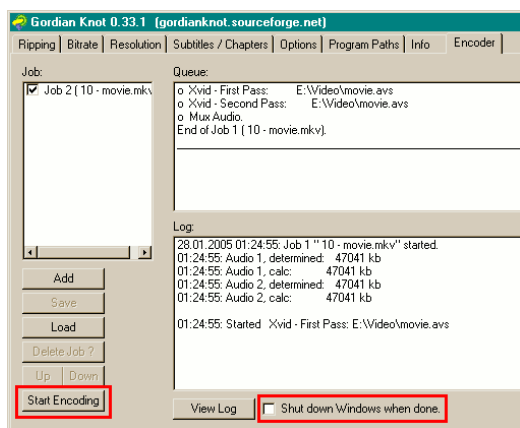 Gordian Knot 0.33.1 (gordianknot.sourceforge.net)
Ripping Bitrate Resolution Subtitles / Chapters Options Program Paths Info Encoder
Job:
Job 2 ( 10 - movie.mkv
Queue:
o Xvid - First Pass: E:\Video\movie.avs
o Xvid - Second Pass: E:\Video\movie.avs
o Mux Audio.
End of Job 1 ( 10 - movie.mkv).
Log:
28.01.2005 01:24:55: Job 1 " 10 - movie.mkv" started.
01:24:55: Audio 1, determined: 47041 kb
01:24:55: Audio 1, calc: 47041 kb
01:24:55: Audio 2, determined: 47041 kb
01:24:55: Audio 2, calc: 47041 kb
01:24:55: Started Xvid - First Pass: E:\Video\movie.avs
Add
Save
Load
Delete Job ?
Up Down
Start Encoding
View Log
Shut down Windows when done.